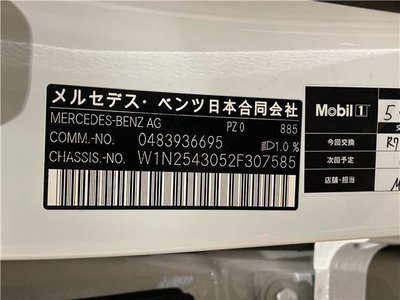 メルセデス・ベンツ日本合同会社
MERCEDES-BENZ AG PZ 0 885
COMM.-NO. 0483936695 1.0 %
CHASSIS.-NO. W1N2543052F307585
Mobil 1
今回交換 R7
次回予定
店舗・担当 M